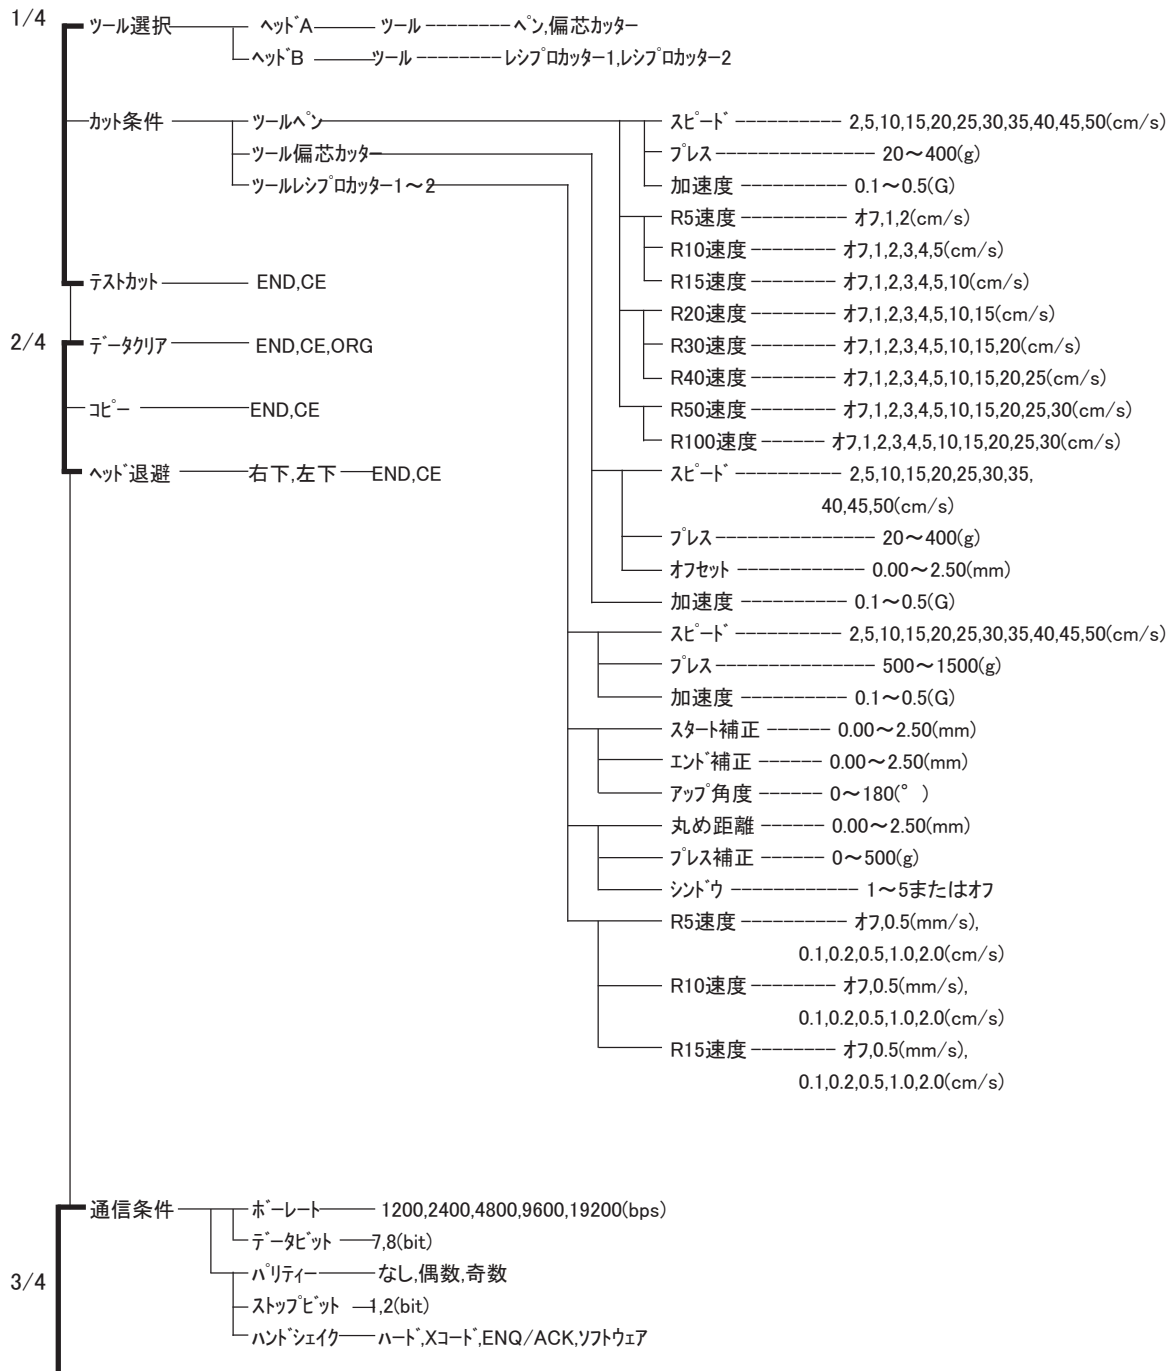 1/4
ツール選択 ヘッドA ツール -------- ペン,偏芯カッター
ヘッドB ツール -------- レシプロカッター1,レシプロカッター2
カット条件 ツールペン スピード ---------- 2,5,10,15,20,25,30,35,40,45,50(cm/s)
ツール偏芯カッター プレス --------------- 20～400(g)
ツールレシプロカッター1～2 加速度 ---------- 0.1～0.5(G)
R5速度 ---------- オフ,1,2(cm/s)
R10速度 -------- オフ,1,2,3,4,5(cm/s)
テストカット END,CE R15速度 -------- オフ,1,2,3,4,5,10(cm/s)
R20速度 -------- オフ,1,2,3,4,5,10,15(cm/s)
2/4
データクリア END,CE,ORG R30速度 -------- オフ,1,2,3,4,5,10,15,20(cm/s)
R40速度 -------- オフ,1,2,3,4,5,10,15,20,25(cm/s)
コピー END,CE R50速度 -------- オフ,1,2,3,4,5,10,15,20,25,30(cm/s)
R100速度 ------ オフ,1,2,3,4,5,10,15,20,25,30(cm/s)
ヘッド退避 右下,左下 END,CE スピード ---------- 2,5,10,15,20,25,30,35,
40,45,50(cm/s)
プレス --------------- 20～400(g)
オフセット ------------ 0.00～2.50(mm)
加速度 ---------- 0.1～0.5(G)
スピード ---------- 2,5,10,15,20,25,30,35,40,45,50(cm/s)
プレス --------------- 500～1500(g)
加速度 ---------- 0.1～0.5(G)
スタート補正 ------ 0.00～2.50(mm)
エンド補正 ------ 0.00～2.50(mm)
アップ角度 ------ 0～180(° )
丸め距離 ------ 0.00～2.50(mm)
プレス補正 ------ 0～500(g)
シンドウ ------------ 1～5またはオフ
R5速度 ---------- オフ,0.5(mm/s),
0.1,0.2,0.5,1.0,2.0(cm/s)
R10速度 -------- オフ,0.5(mm/s),
0.1,0.2,0.5,1.0,2.0(cm/s)
R15速度 -------- オフ,0.5(mm/s),
0.1,0.2,0.5,1.0,2.0(cm/s)
通信条件 ボーレート 1200,2400,4800,9600,19200(bps)
データビット 7,8(bit)
3/4
パリティー なし,偶数,奇数
ストップビット 1,2(bit)
ハンドシェイク ハード,Xコード,ENQ/ACK,ソフトウェア